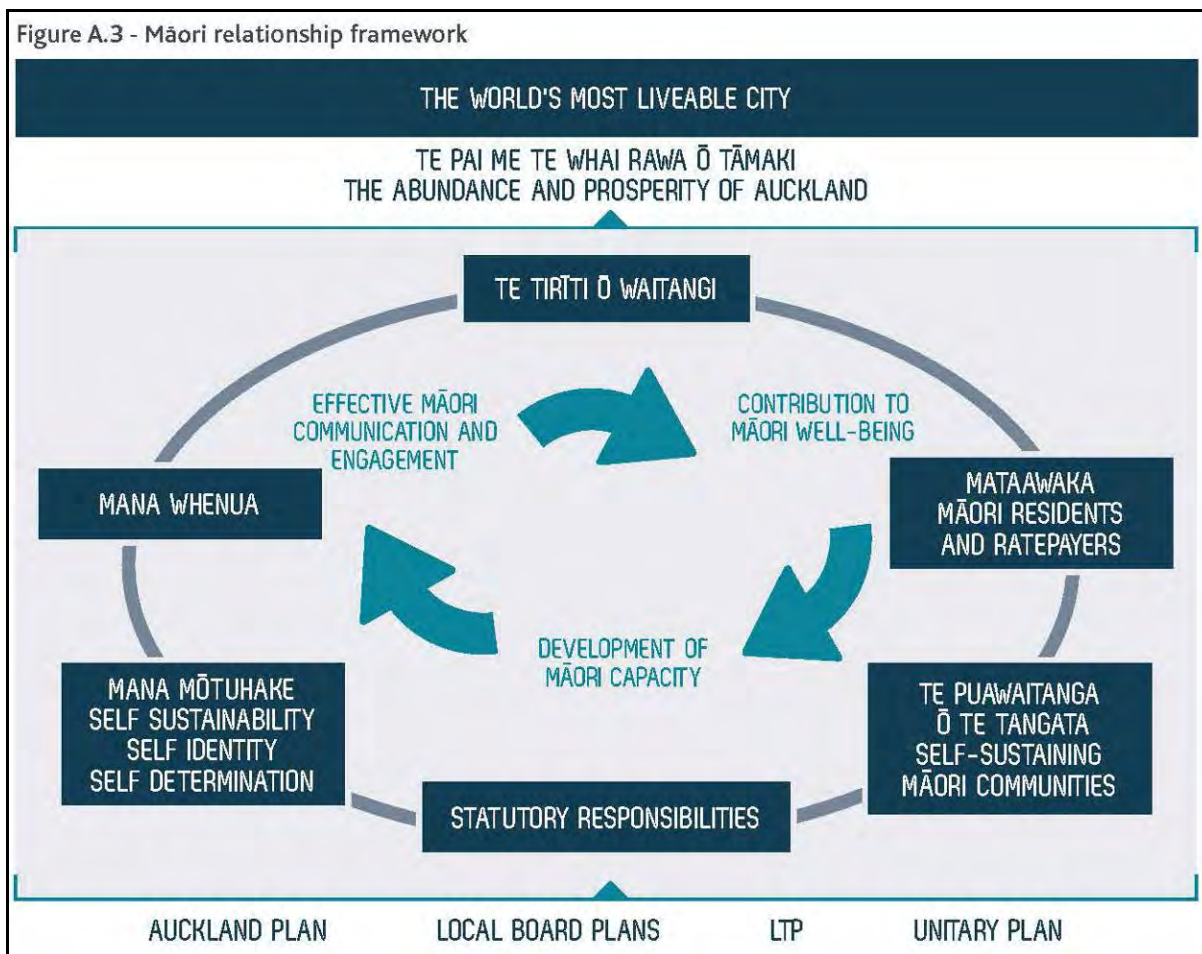 Figure A.3 - Māori relationship framework
THE WORLD'S MOST LIVEABLE CITY
TE PAI ME TE WHAI RAWA Ō TĀMAKI
THE ABUNDANCE AND PROSPERITY OF AUCKLAND
TE TIRĪTI Ō WAITANGI
EFFECTIVE MĀORI
COMMUNICATION AND
ENGAGEMENT
CONTRIBUTION TO
MĀORI WELL-BEING
MANA WHENUA
MATAAWAKA
MĀORI RESIDENTS
AND RATEPAYERS
DEVELOPMENT OF
MĀORI CAPACITY
MANA MŌTUHAKE
SELF SUSTAINABILITY
SELF IDENTITY
SELF DETERMINATION
TE PUAWAITANGA
Ō TE TANGATA
SELF-SUSTAINING
MĀORI COMMUNITIES
STATUTORY RESPONSIBILITIES
AUCKLAND PLAN
LOCAL BOARD PLANS
LTP
UNITARY PLAN